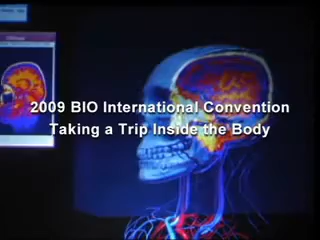 2009 BIO International Convention
Taking a Trip Inside the Body